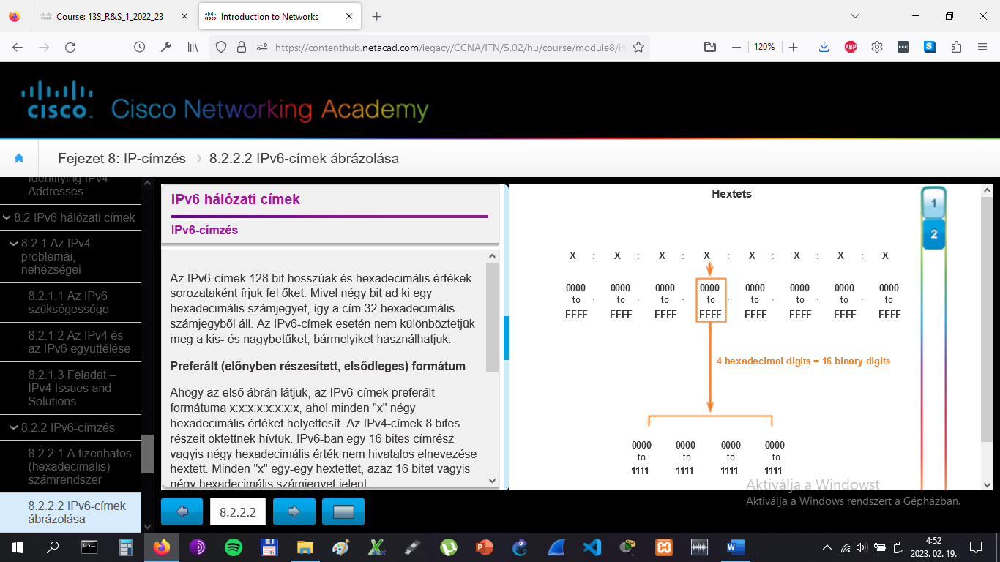 Course: 13S_R&S_1_2022_23
Introduction to Networks
https://contenthub.netacad.com/legacy/CCNA/ITN/5.02/hu/course/module8/in
120%
ABP
CISCO
Cisco Networking Academy
Fejezet 8: IP-címzés
8.2.2.2 IPv6-címek ábrázolása
Identifying IPv4
Addresses
8.2 IPv6 hálózati címek
8.2.1 Az IPv4
problémái,
nehézségei
8.2.1.1 Az IPv6
szükségessége
8.2.1.2 Az IPv4 és
az IPv6 együttélése
8.2.1.3 Feladat –
IPv4 Issues and
Solutions
8.2.2 IPv6-címzés
8.2.2.1 A tizenhatos
(hexadecimális)
számrendszer
8.2.2.2 IPv6-címek
ábrázolása
IPv6 hálózati címek
IPv6-címzés
Az IPv6-címek 128 bit hosszúak és hexadecimális értékek
sorozataként írjuk fel őket. Mivel négy bit ad ki egy
hexadecimális számjegyet, így a cím 32 hexadecimális
számjegyből áll. Az IPv6-címek esetén nem különböztetjük
meg a kis- és nagybetűket, bármelyiket használhatjuk.
Preferált (előnyben részesített, elsődleges) formátum
Ahogy az első ábrán látjuk, az IPv6-címek preferált
formátuma x:x:x:x:x:x:x:x, ahol minden "x" négy
hexadecimális értéket helyettesít. Az IPv4-címek 8 bites
részeit oktettnek hívtuk. IPv6-ban egy 16 bites címrész
vagyis négy hexadecimális érték nem hivatalos elnevezése
hextett. Minden "x" egy-egy hextettet, azaz 16 bitet vagyis
négy hexadecimális számjegyet jelent.
8.2.2.2
Hextets
1
2
X : X : X : X : X : X : X : X
0000 0000 0000 0000 0000 0000 0000 0000
to : to : to : to : to : to : to : to
FFFF FFFF FFFF FFFF FFFF FFFF FFFF FFFF
4 hexadecimal digits = 16 binary digits
0000 0000 0000 0000
to to to to
1111 1111 1111 1111
Aktiválja a Windowst
Aktiválja a Windows rendszert a Gépházban.
4:52
2023. 02. 19.